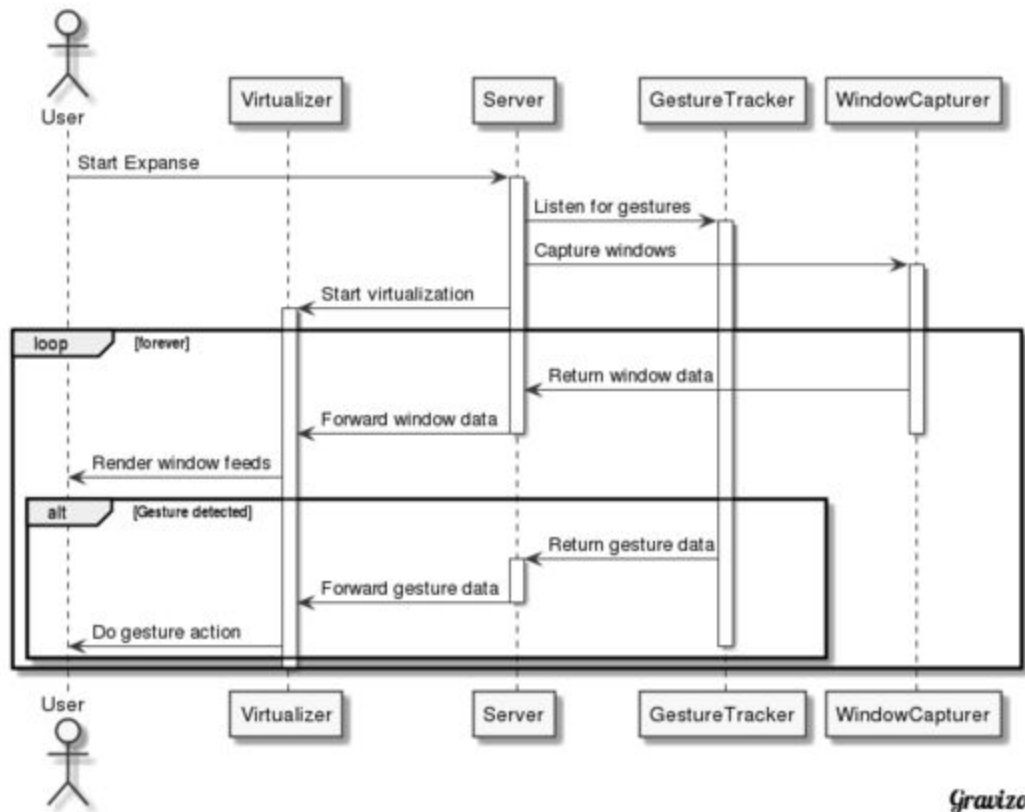 User
Virtualizer
Server
GestureTracker
WindowCapturer
Start Expanse
Listen for gestures
Capture windows
Start virtualization
loop
[forever]
Return window data
Forward window data
Render window feeds
alt
[Gesture detected]
Return gesture data
Forward gesture data
Do gesture action
User
Virtualizer
Server
GestureTracker
WindowCapturer